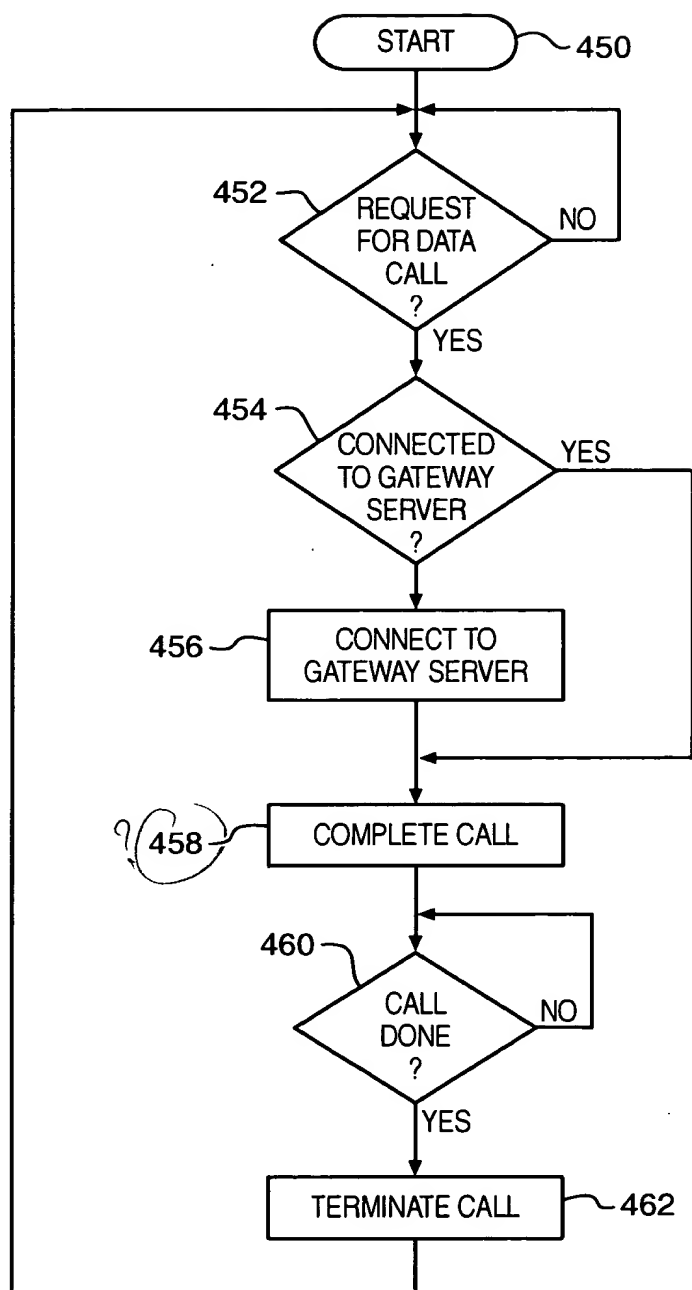 START
450
452
REQUEST
FOR DATA
CALL
?
NO
YES
454
CONNECTED
TO GATEWAY
SERVER
?
YES
456
CONNECT TO
GATEWAY SERVER
?
458
COMPLETE CALL
460
CALL
DONE
?
NO
YES
TERMINATE CALL
462